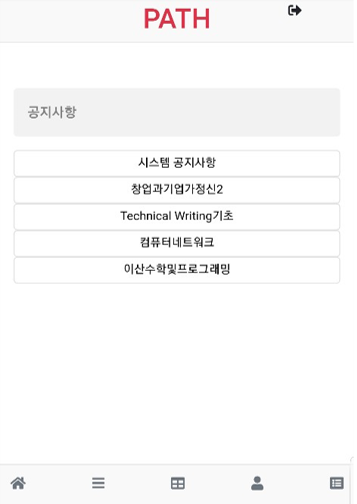 PATH
공지사항
시스템 공지사항
창업과기업가정신2
Technical Writing기초
컴퓨터네트워크
이산수학및프로그래밍